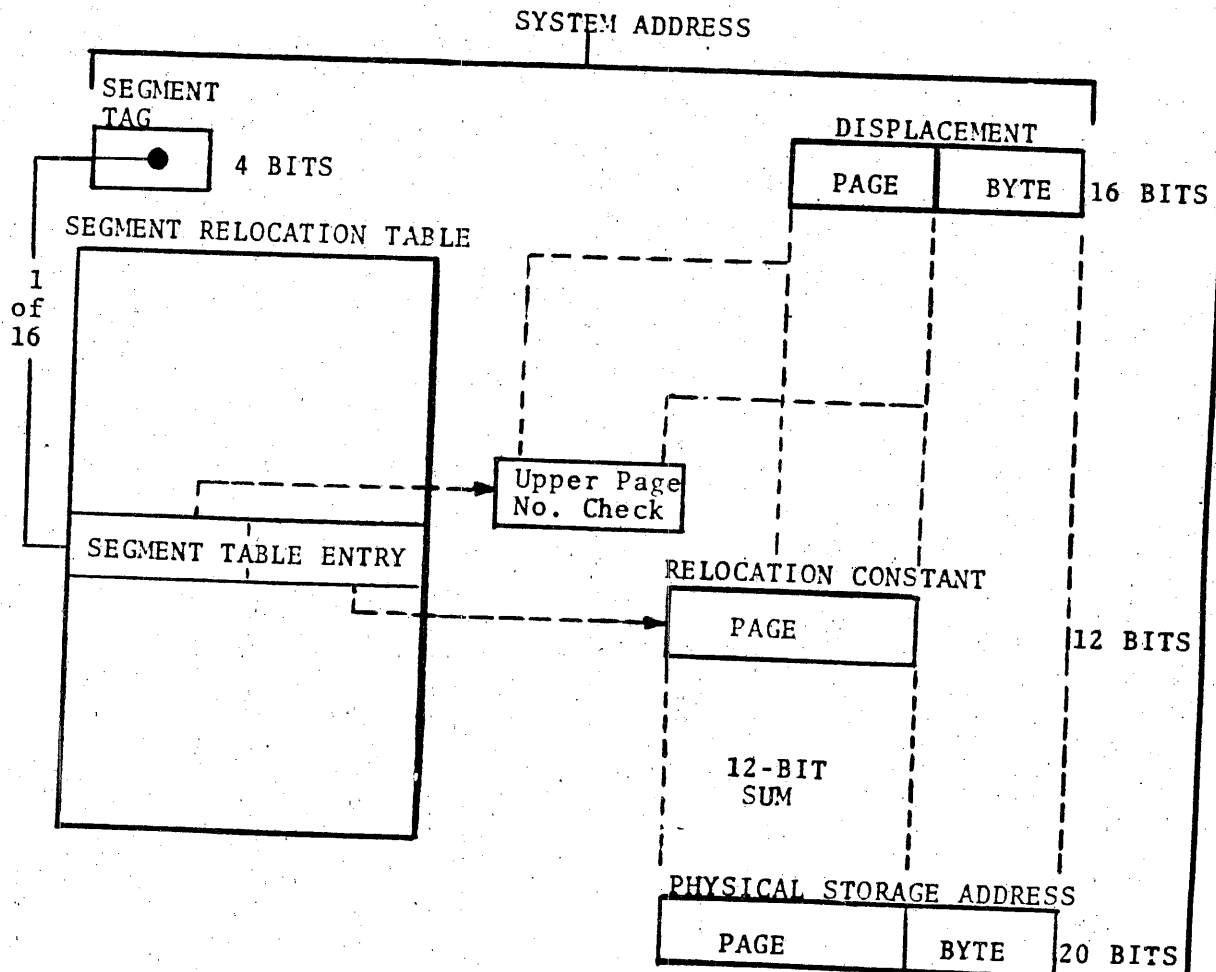 SYSTEM ADDRESS
SEGMENT
TAG
4 BITS
DISPLACEMENT
PAGE
BYTE
16 BITS
SEGMENT RELOCATION TABLE
1
of
16
Upper Page
No. Check
SEGMENT TABLE ENTRY
RELOCATION CONSTANT
PAGE
12 BITS
12-BIT
SUM
PHYSICAL STORAGE ADDRESS
PAGE
BYTE
20 BITS